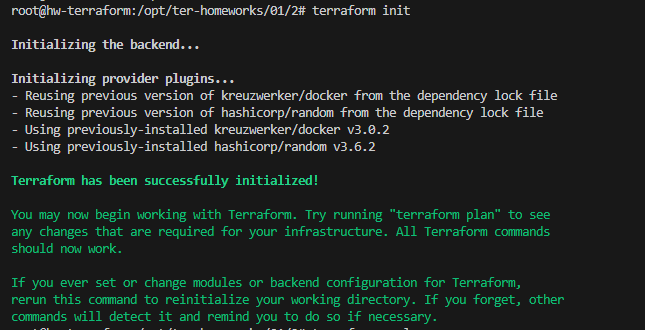 root@hw-terraform:/opt/ter-homeworks/01/2# terraform init
Initializing the backend...
Initializing provider plugins...
- Reusing previous version of kreuzwerker/docker from the dependency lock file
- Reusing previous version of hashicorp/random from the dependency lock file
- Using previously-installed kreuzwerker/docker v3.0.2
- Using previously-installed hashicorp/random v3.6.2
Terraform has been successfully initialized!
You may now begin working with Terraform. Try running "terraform plan" to see
any changes that are required for your infrastructure. All Terraform commands
should now work.
If you ever set or change modules or backend configuration for Terraform,
rerun this command to reinitialize your working directory. If you forget, other
commands will detect it and remind you to do so if necessary.